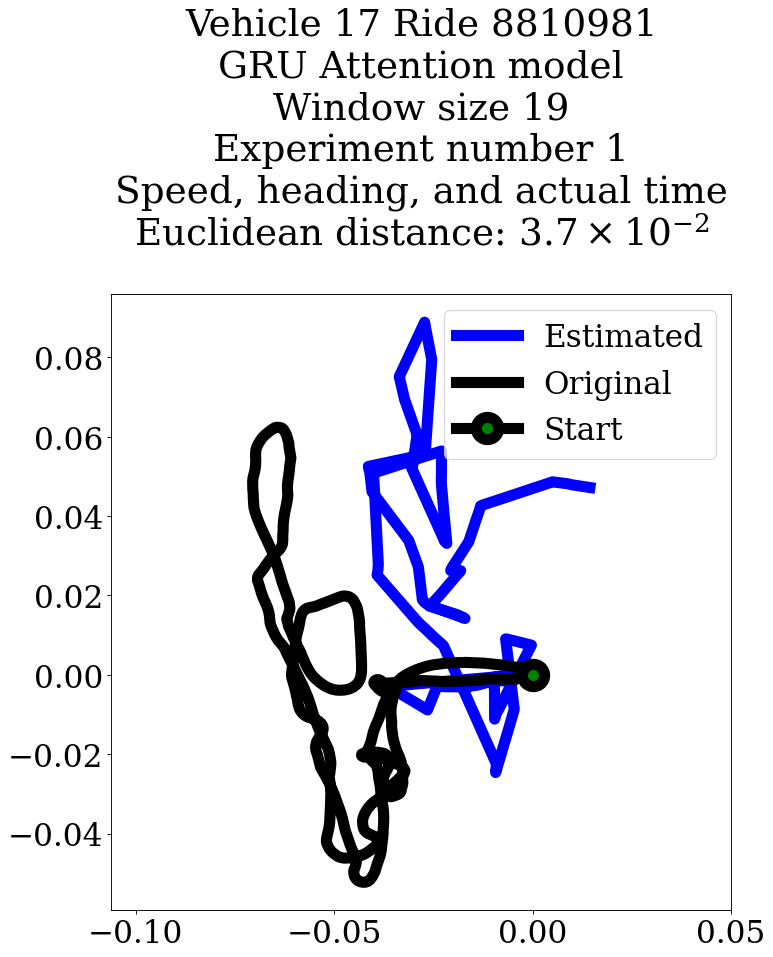 Vehicle 17 Ride 8810981
GRU Attention model
Window size 19
Experiment number 1
Speed, heading, and actual time
Euclidean distance: 3.7 × 10⁻²
Estimated
Original
Start
0.08
0.06
0.04
0.02
0.00
−0.02
−0.04
−0.10 −0.05 0.00 0.05